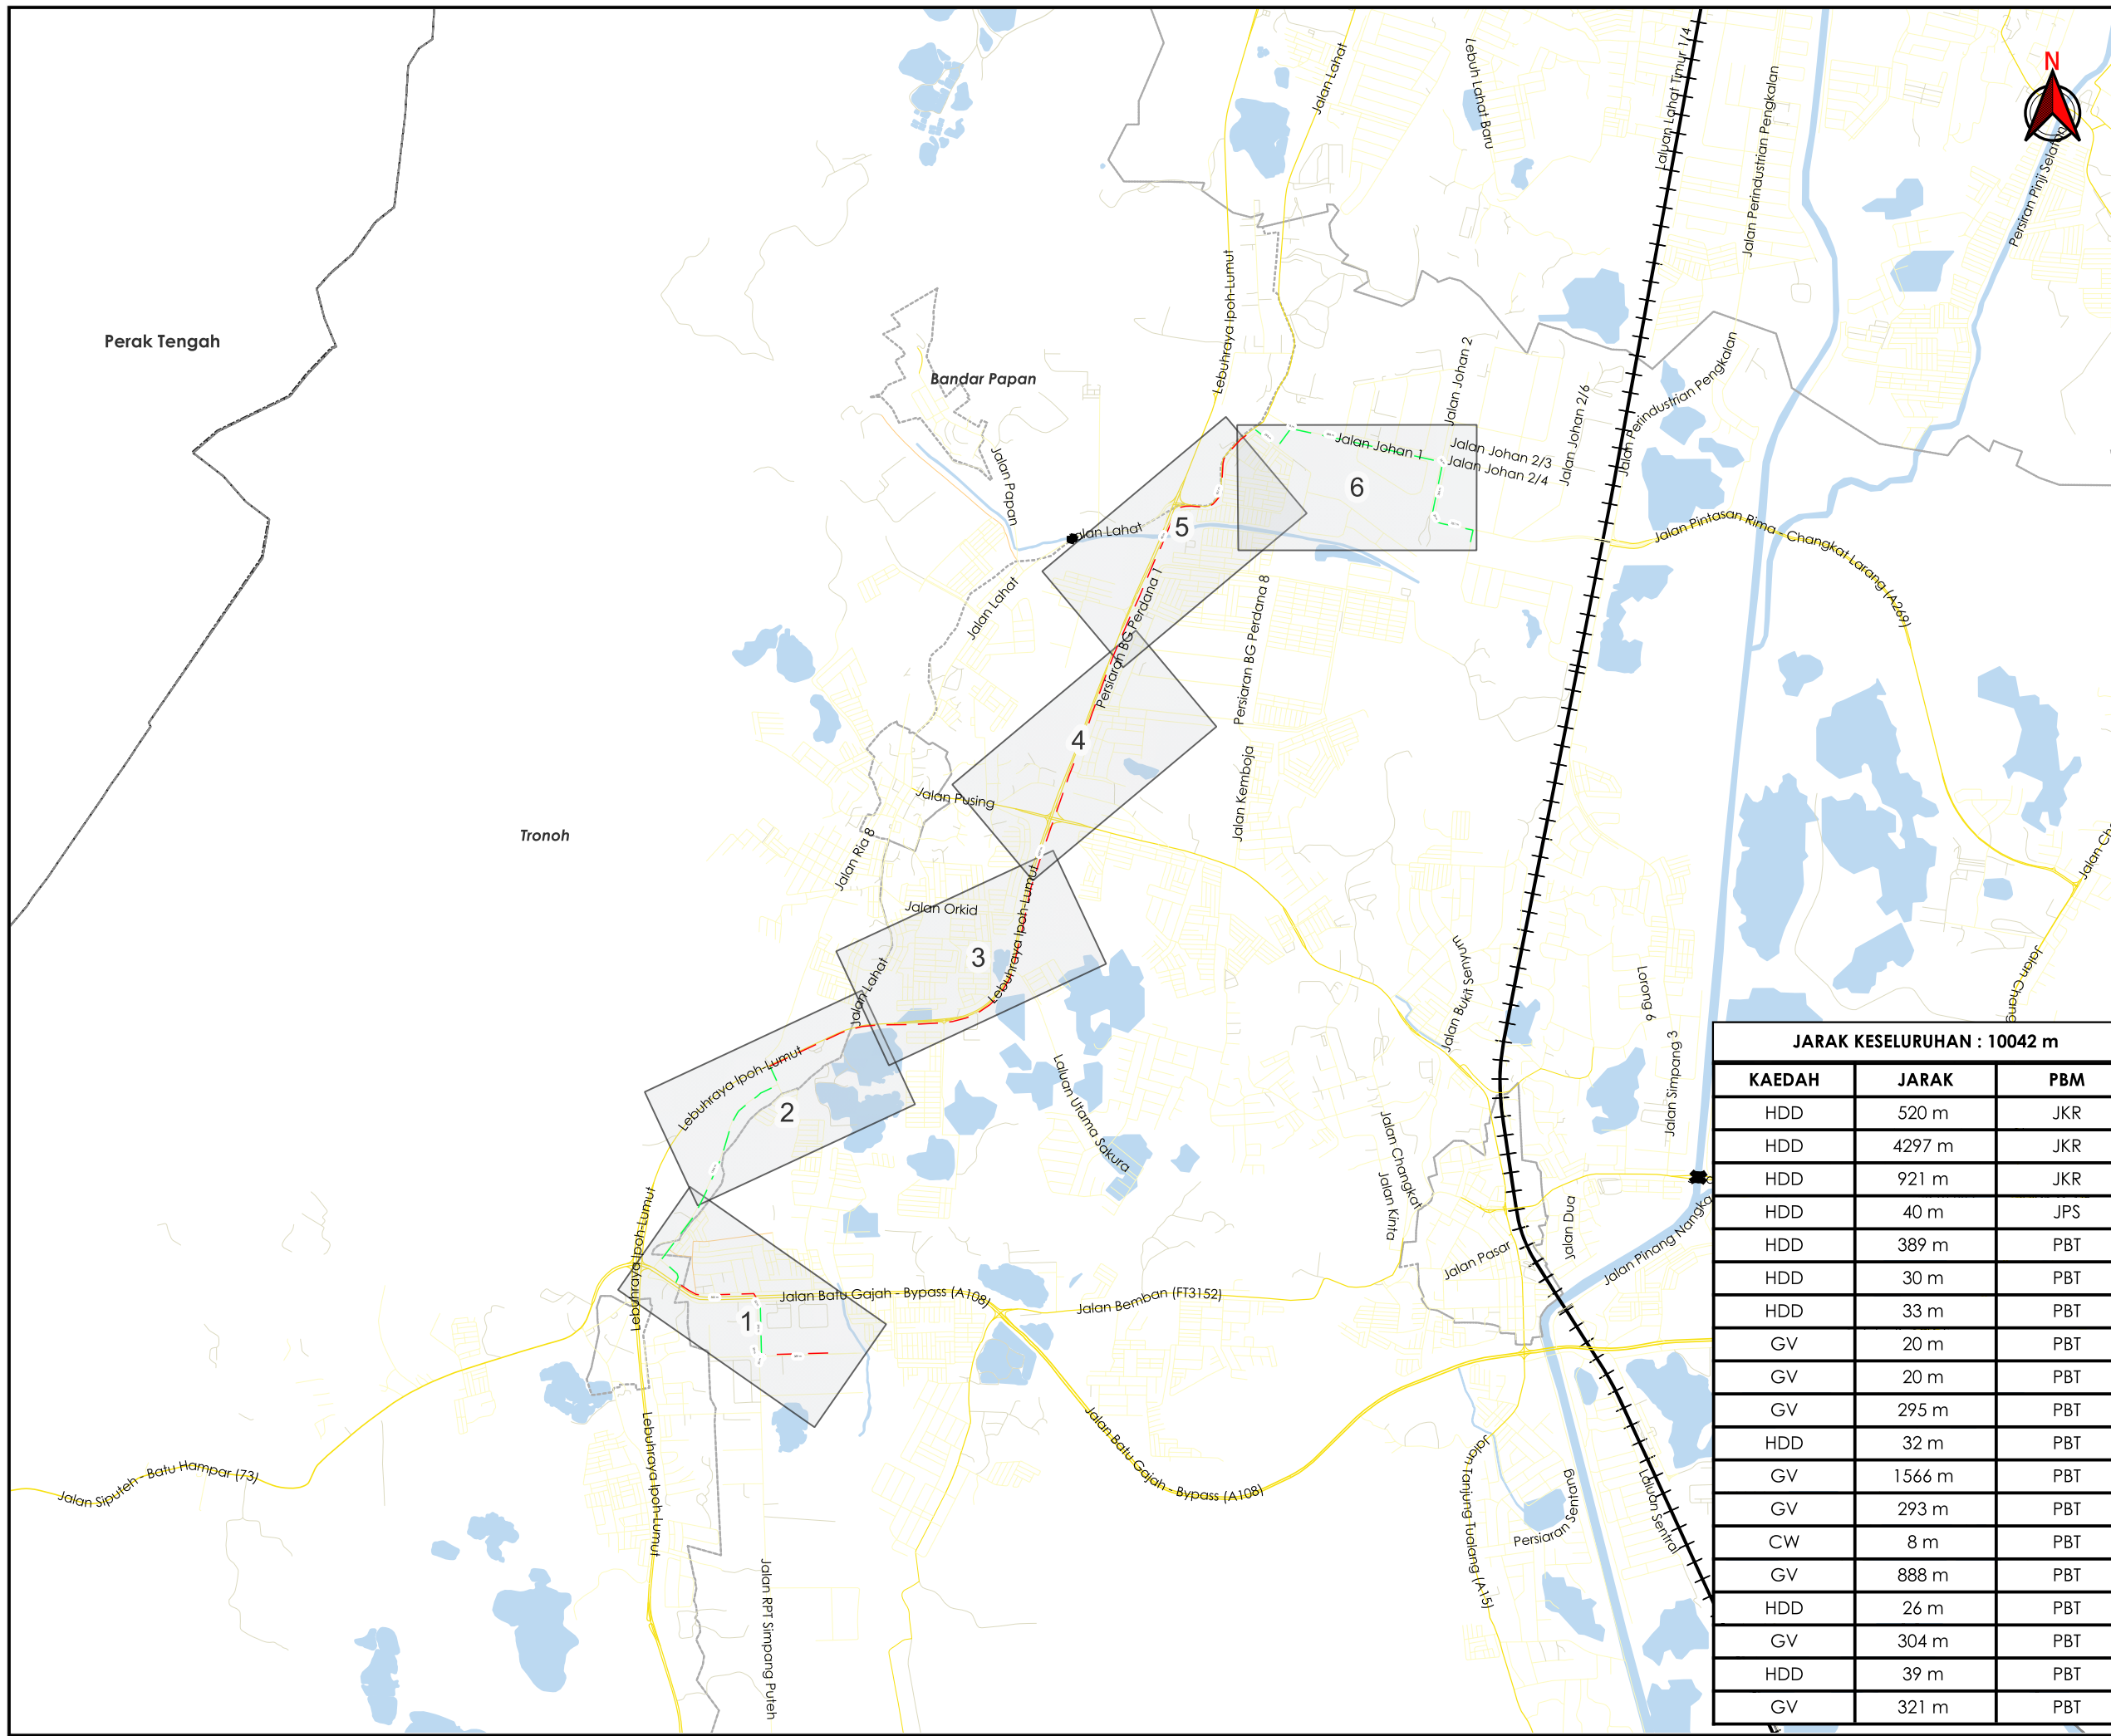 N
Jalan Lahat
Lebuh Lahat Baru
Laluan Lahat Timur 1/4
Jalan Perindustrian Pengkalan
Persiran Pinji Selatan
Perak Tengah
Bandar Papan
Lebuhraya Ipoh-Lumut
Jalan Johan 2
Jalan Johan 2/6
Jalan Perindustrian Pengkalan
Jalan Johan 1
Jalan Johan 2/3
Jalan Johan 2/4
Jalan Papan
6
5
Jalan Lahat
Jalan Pintasan Rima - Changkat Larang (A269)
Jalan Lahat
Persiaran BG Perdana 1
Persiaran BG Perdana 8
4
Jalan Pusing
Jalan Kemboja
Tronoh
Jalan Ria 8
Jalan Orkid
3
Lebuhraya Ipoh-Lumut
Jalan Lahat
Jalan Bukit Senyum
Lorong 9
Jalan Simpang 3
Lebuhraya Ipoh-Lumut
2
Laluan Utama Sakura
Jalan Changkat
Jalan Kinta
Jalan Dua
Jalan Pasar
Jalan Pinang Nangka
Lebuhraya Ipoh-Lumut
1
Jalan Batu Gajah - Bypass (A108)
Jalan Bemban (FT3152)
Jalan Batu Gajah - Bypass (A108)
Jalan Siputeh - Batu Hampar (73)
Lebuhraya Ipoh-Lumut
Jalan RPT Simpang Puteh
Jalan Tanjung Tualang (A15)
Persiaran Sentang
Laluan Sentral
JARAK KESELURUHAN : 10042 m
KAEDAH JARAK PBM
HDD 520 m JKR
HDD 4297 m JKR
HDD 921 m JKR
HDD 40 m JPS
HDD 389 m PBT
HDD 30 m PBT
HDD 33 m PBT
GV 20 m PBT
GV 20 m PBT
GV 295 m PBT
HDD 32 m PBT
GV 1566 m PBT
GV 293 m PBT
CW 8 m PBT
GV 888 m PBT
HDD 26 m PBT
GV 304 m PBT
HDD 39 m PBT
GV 321 m PBT